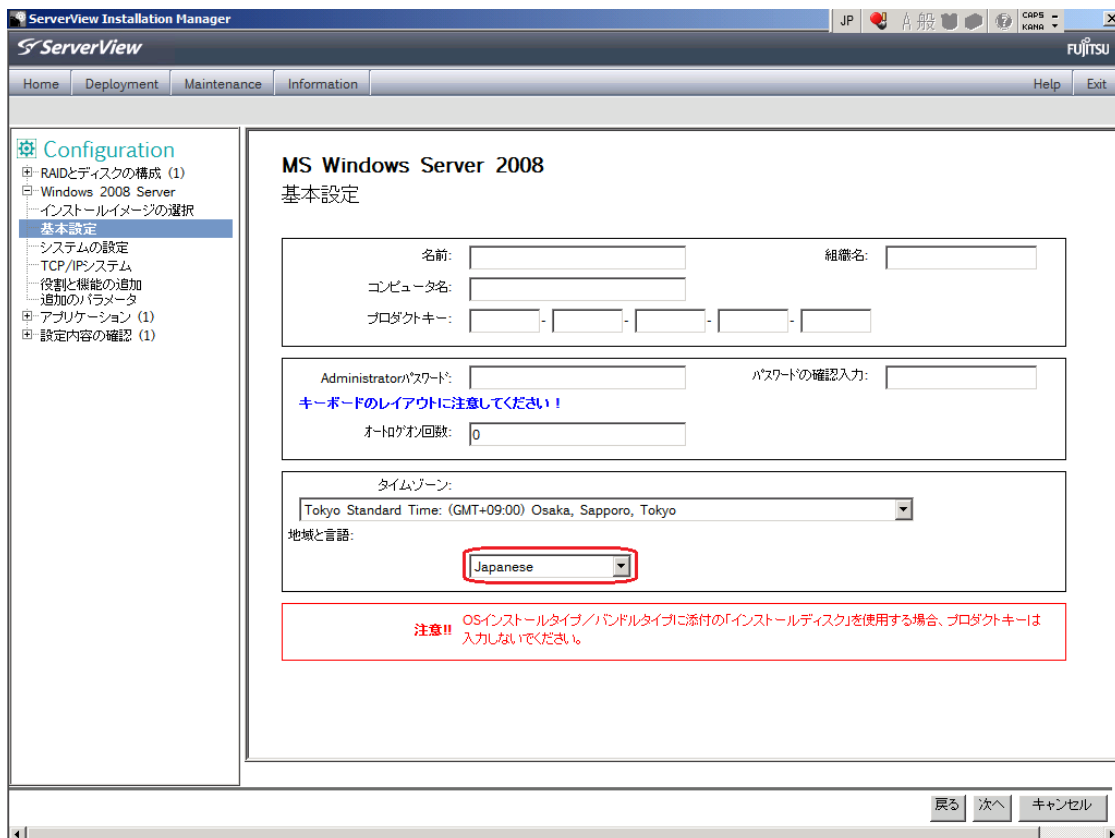 ServerView Installation Manager
JP A 般 CAPS KANA
ServerView
FUJITSU
Home Deployment Maintenance Information Help Exit
Configuration
RAIDとディスクの構成 (1)
Windows 2008 Server
インストールイメージの選択
基本設定
システムの設定
TCP/IPシステム
役割と機能の追加
追加のパラメータ
アプリケーション (1)
設定内容の確認 (1)
MS Windows Server 2008
基本設定
名前: 組織名:
コンピュータ名:
プロダクトキー: - - - -
Administratorパスワード: パスワードの確認入力:
キーボードのレイアウトに注意してください！
オートログオン回数: 0
タイムゾーン:
Tokyo Standard Time: (GMT+09:00) Osaka, Sapporo, Tokyo
地域と言語:
Japanese
注意!! OSインストールタイプ／バンドルタイプに添付の「インストールディスク」を使用する場合、プロダクトキーは
入力しないでください。
戻る 次へ キャンセル